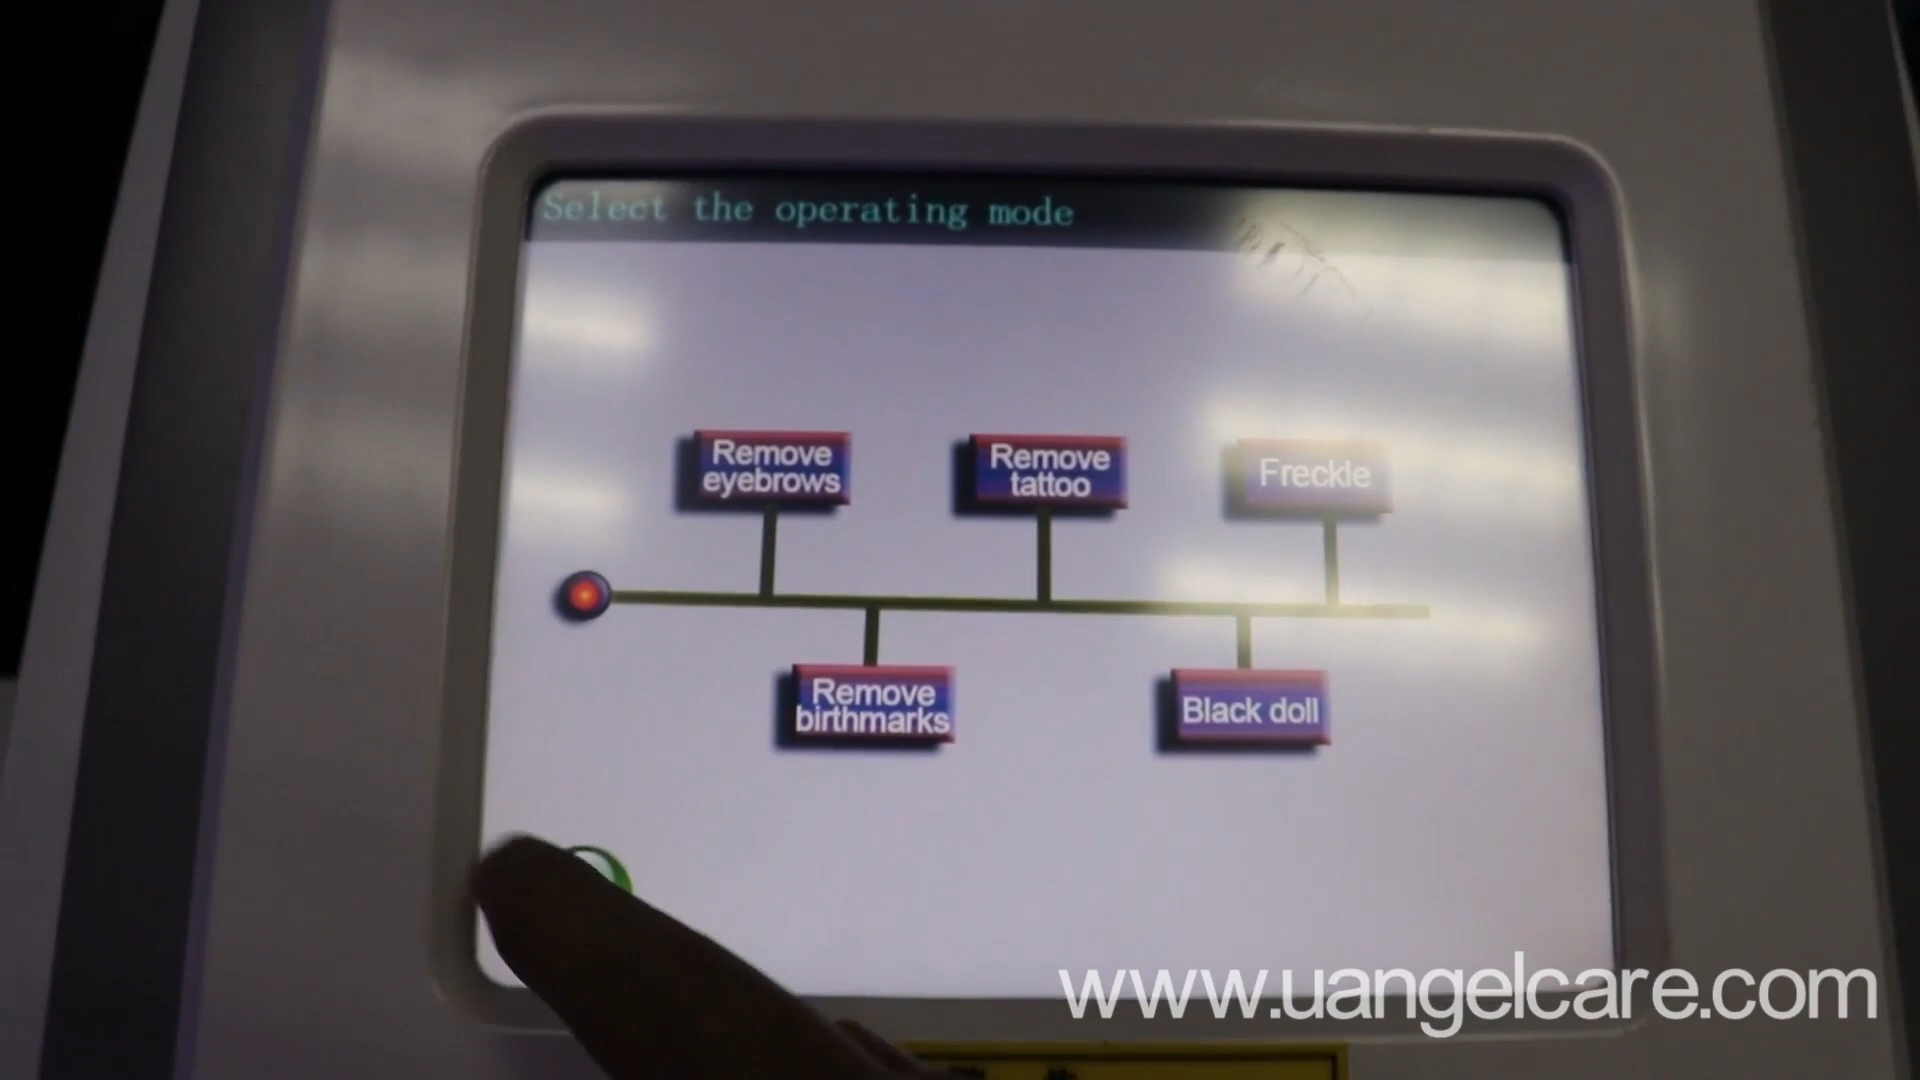 Select the operating mode
Remove
eyebrows
Remove
tattoo
Freckle
Remove
birthmarks
Black doll
www.uangelcare.com